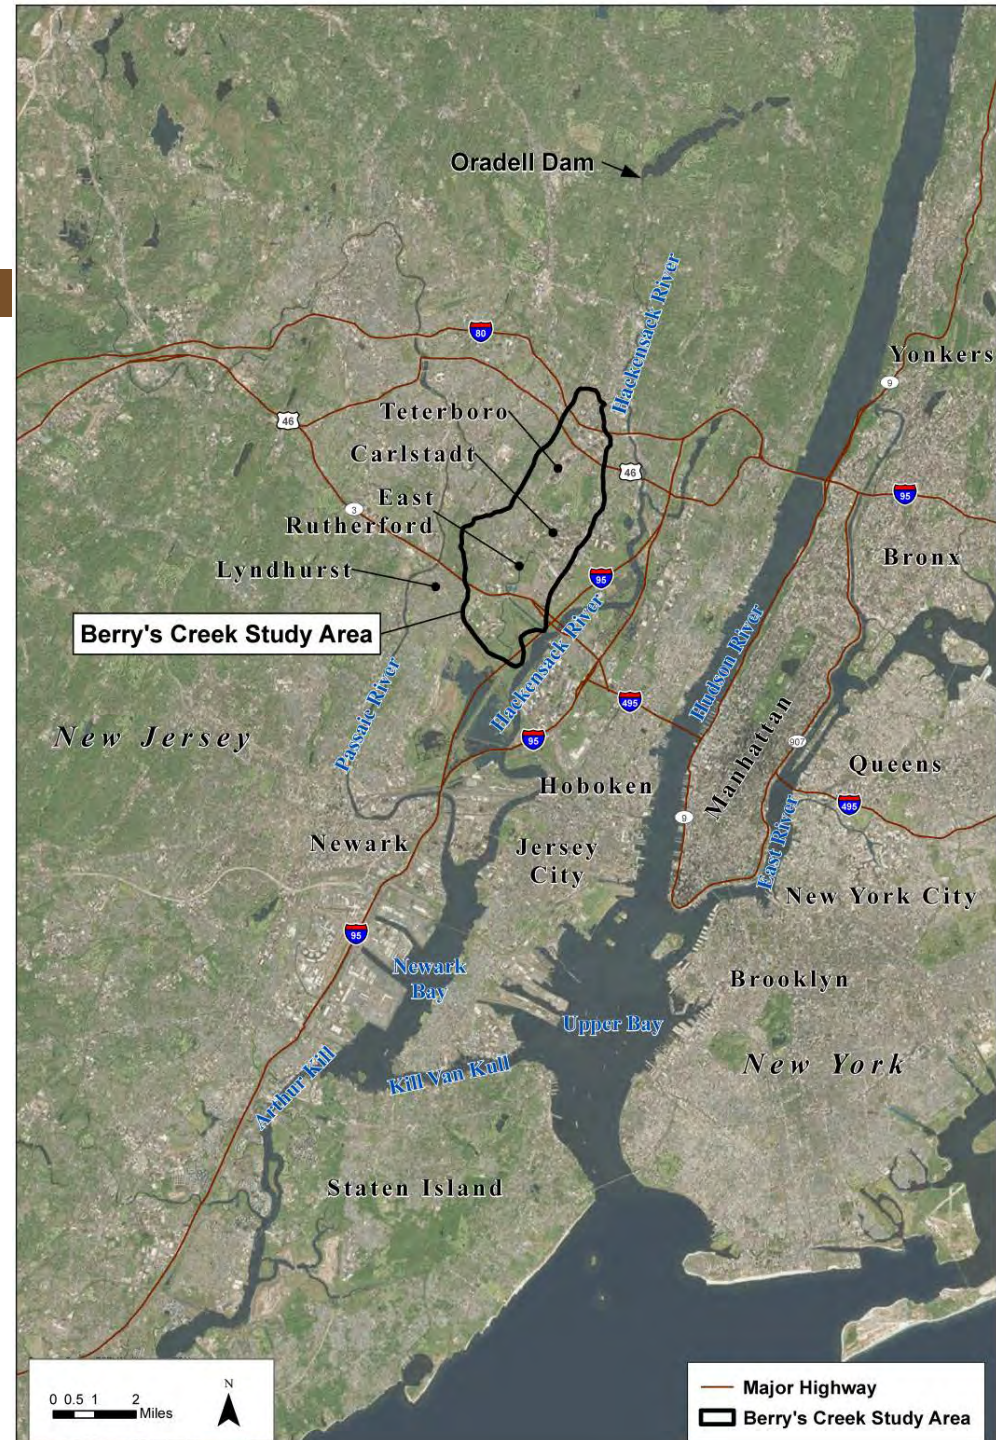 Oradell Dam
Hackensack River
80
Yonkers
9
46
Teterboro
Carlstadt
46
95
East
Rutherford
3
Bronx
Lyndhurst
95
Berry's Creek Study Area
Hackensack River
Hudson River
Passaic River
495
New Jersey
95
907
Manhattan
Queens
Hoboken
495
9
East River
Newark
Jersey
City
New York City
95
Newark
Bay
Brooklyn
Upper Bay
New York
Kill Van Kull
Arthur Kill
Staten Island
0 0.5 1 2
Miles
N
Major Highway
Berry's Creek Study Area